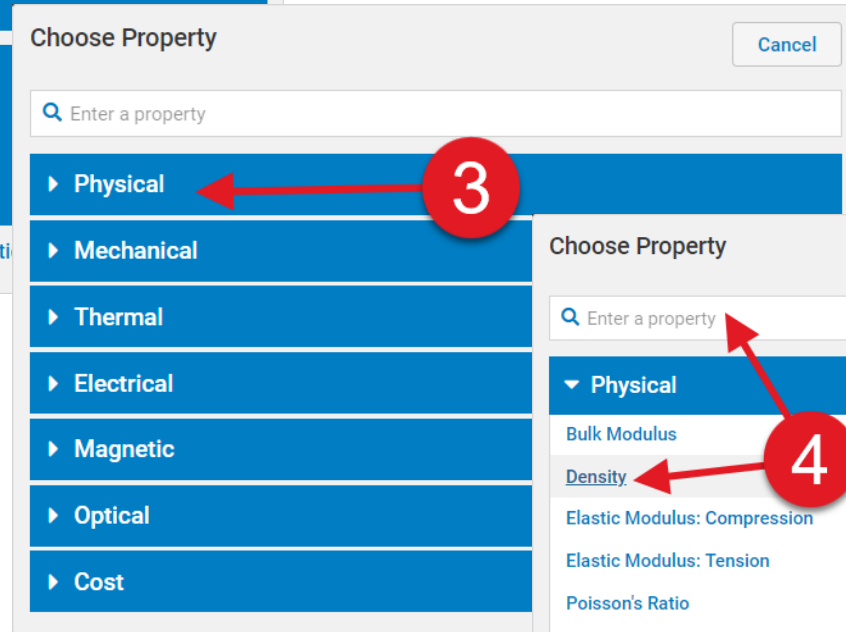 Choose Property
Cancel
Enter a property
Physical
3
Mechanical
Thermal
Electrical
Magnetic
Optical
Cost
Choose Property
Enter a property
Physical
Bulk Modulus
4
Density
Elastic Modulus: Compression
Elastic Modulus: Tension
Poisson's Ratio